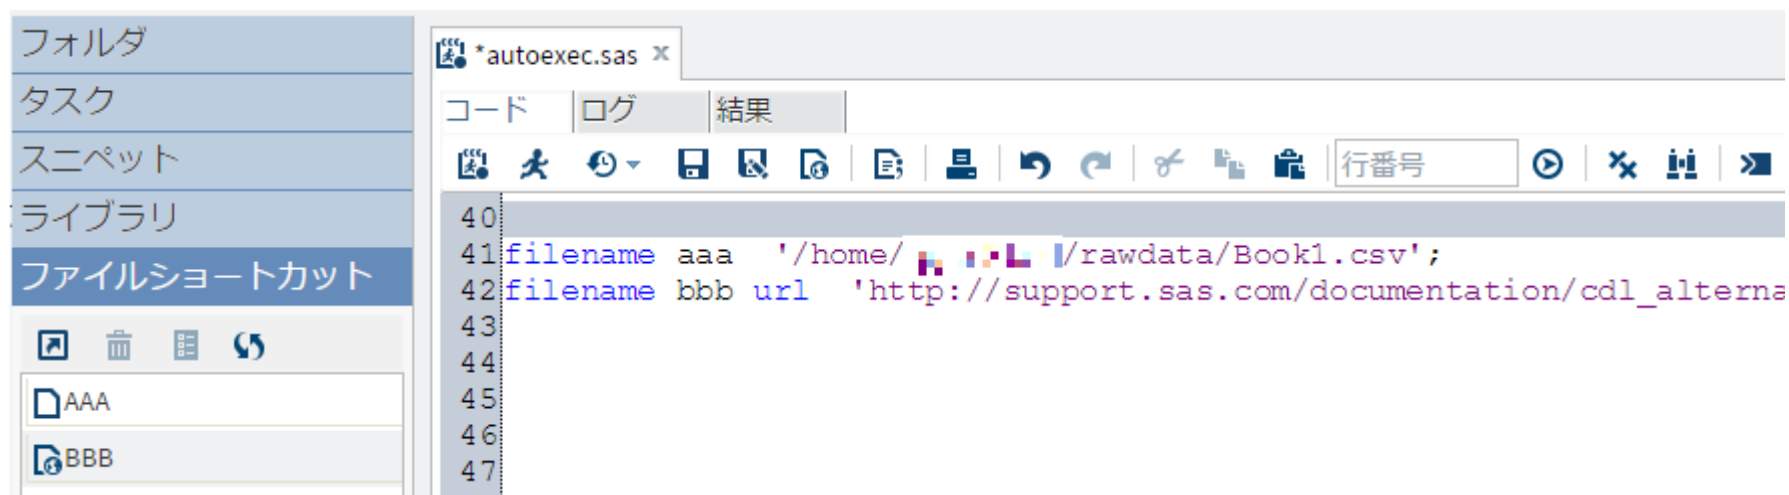 フォルダ
タスク
スニペット
ライブラリ
ファイルショートカット
AAA
BBB
*autoexec.sas x
コード ログ 結果
行番号
40
41 filename aaa '/home/ /rawdata/Book1.csv';
42 filename bbb url 'http://support.sas.com/documentation/cdl_alterna
43
44
45
46
47